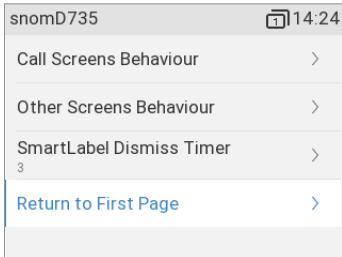 snomD735 1 14:24
Call Screens Behaviour
Other Screens Behaviour
SmartLabel Dismiss Timer
3
Return to First Page